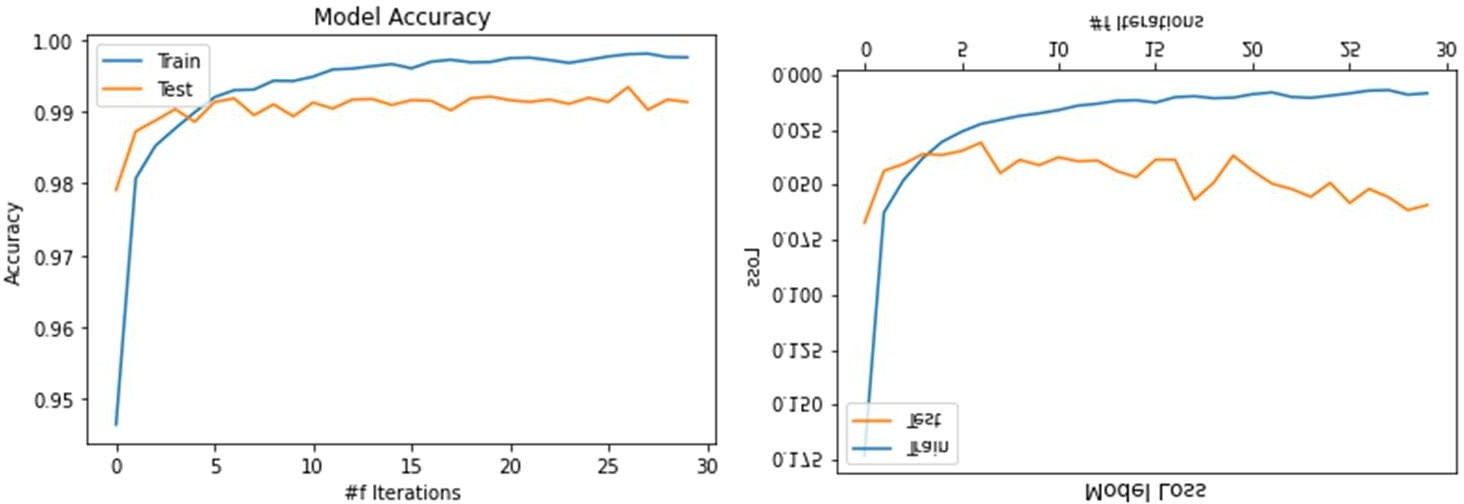 Model Accuracy
1.00
0.99
0.98
0.97
0.96
0.95
Accuracy
Train
Test
0 5 10 15 20 25 30
#f Iterations
#f Iterations
0 5 10 15 20 25 30
0.000
0.025
0.050
0.075
0.100
0.125
0.150
0.175
Loss
Test
Train
Model Loss